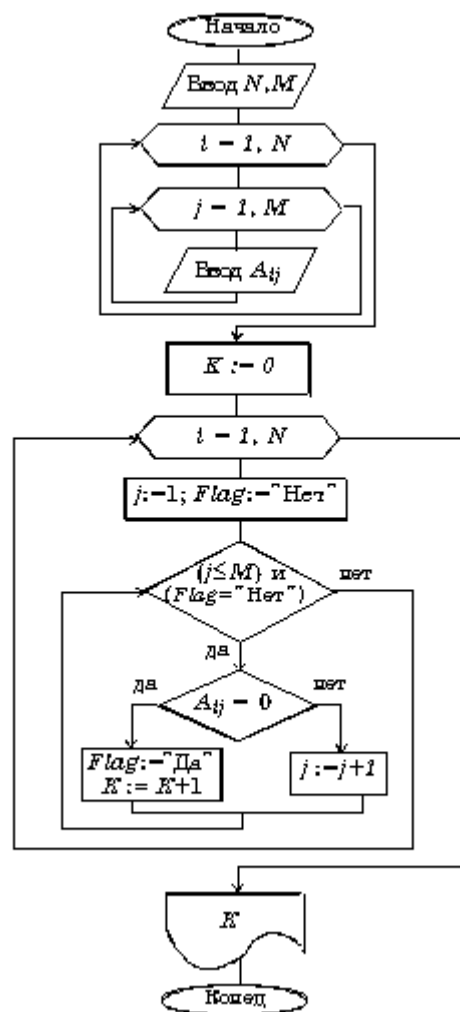 Начало
Ввод N, M
i = 1, N
j = 1, M
Ввод Aij
K := 0
i = 1, N
j:=1; Flag:="Нет"
(j≤M) и
(Flag="Нет")
нет
да
Aij = 0
да
нет
Flag:="Да"
K := K+1
j:=j+1
K
Конец